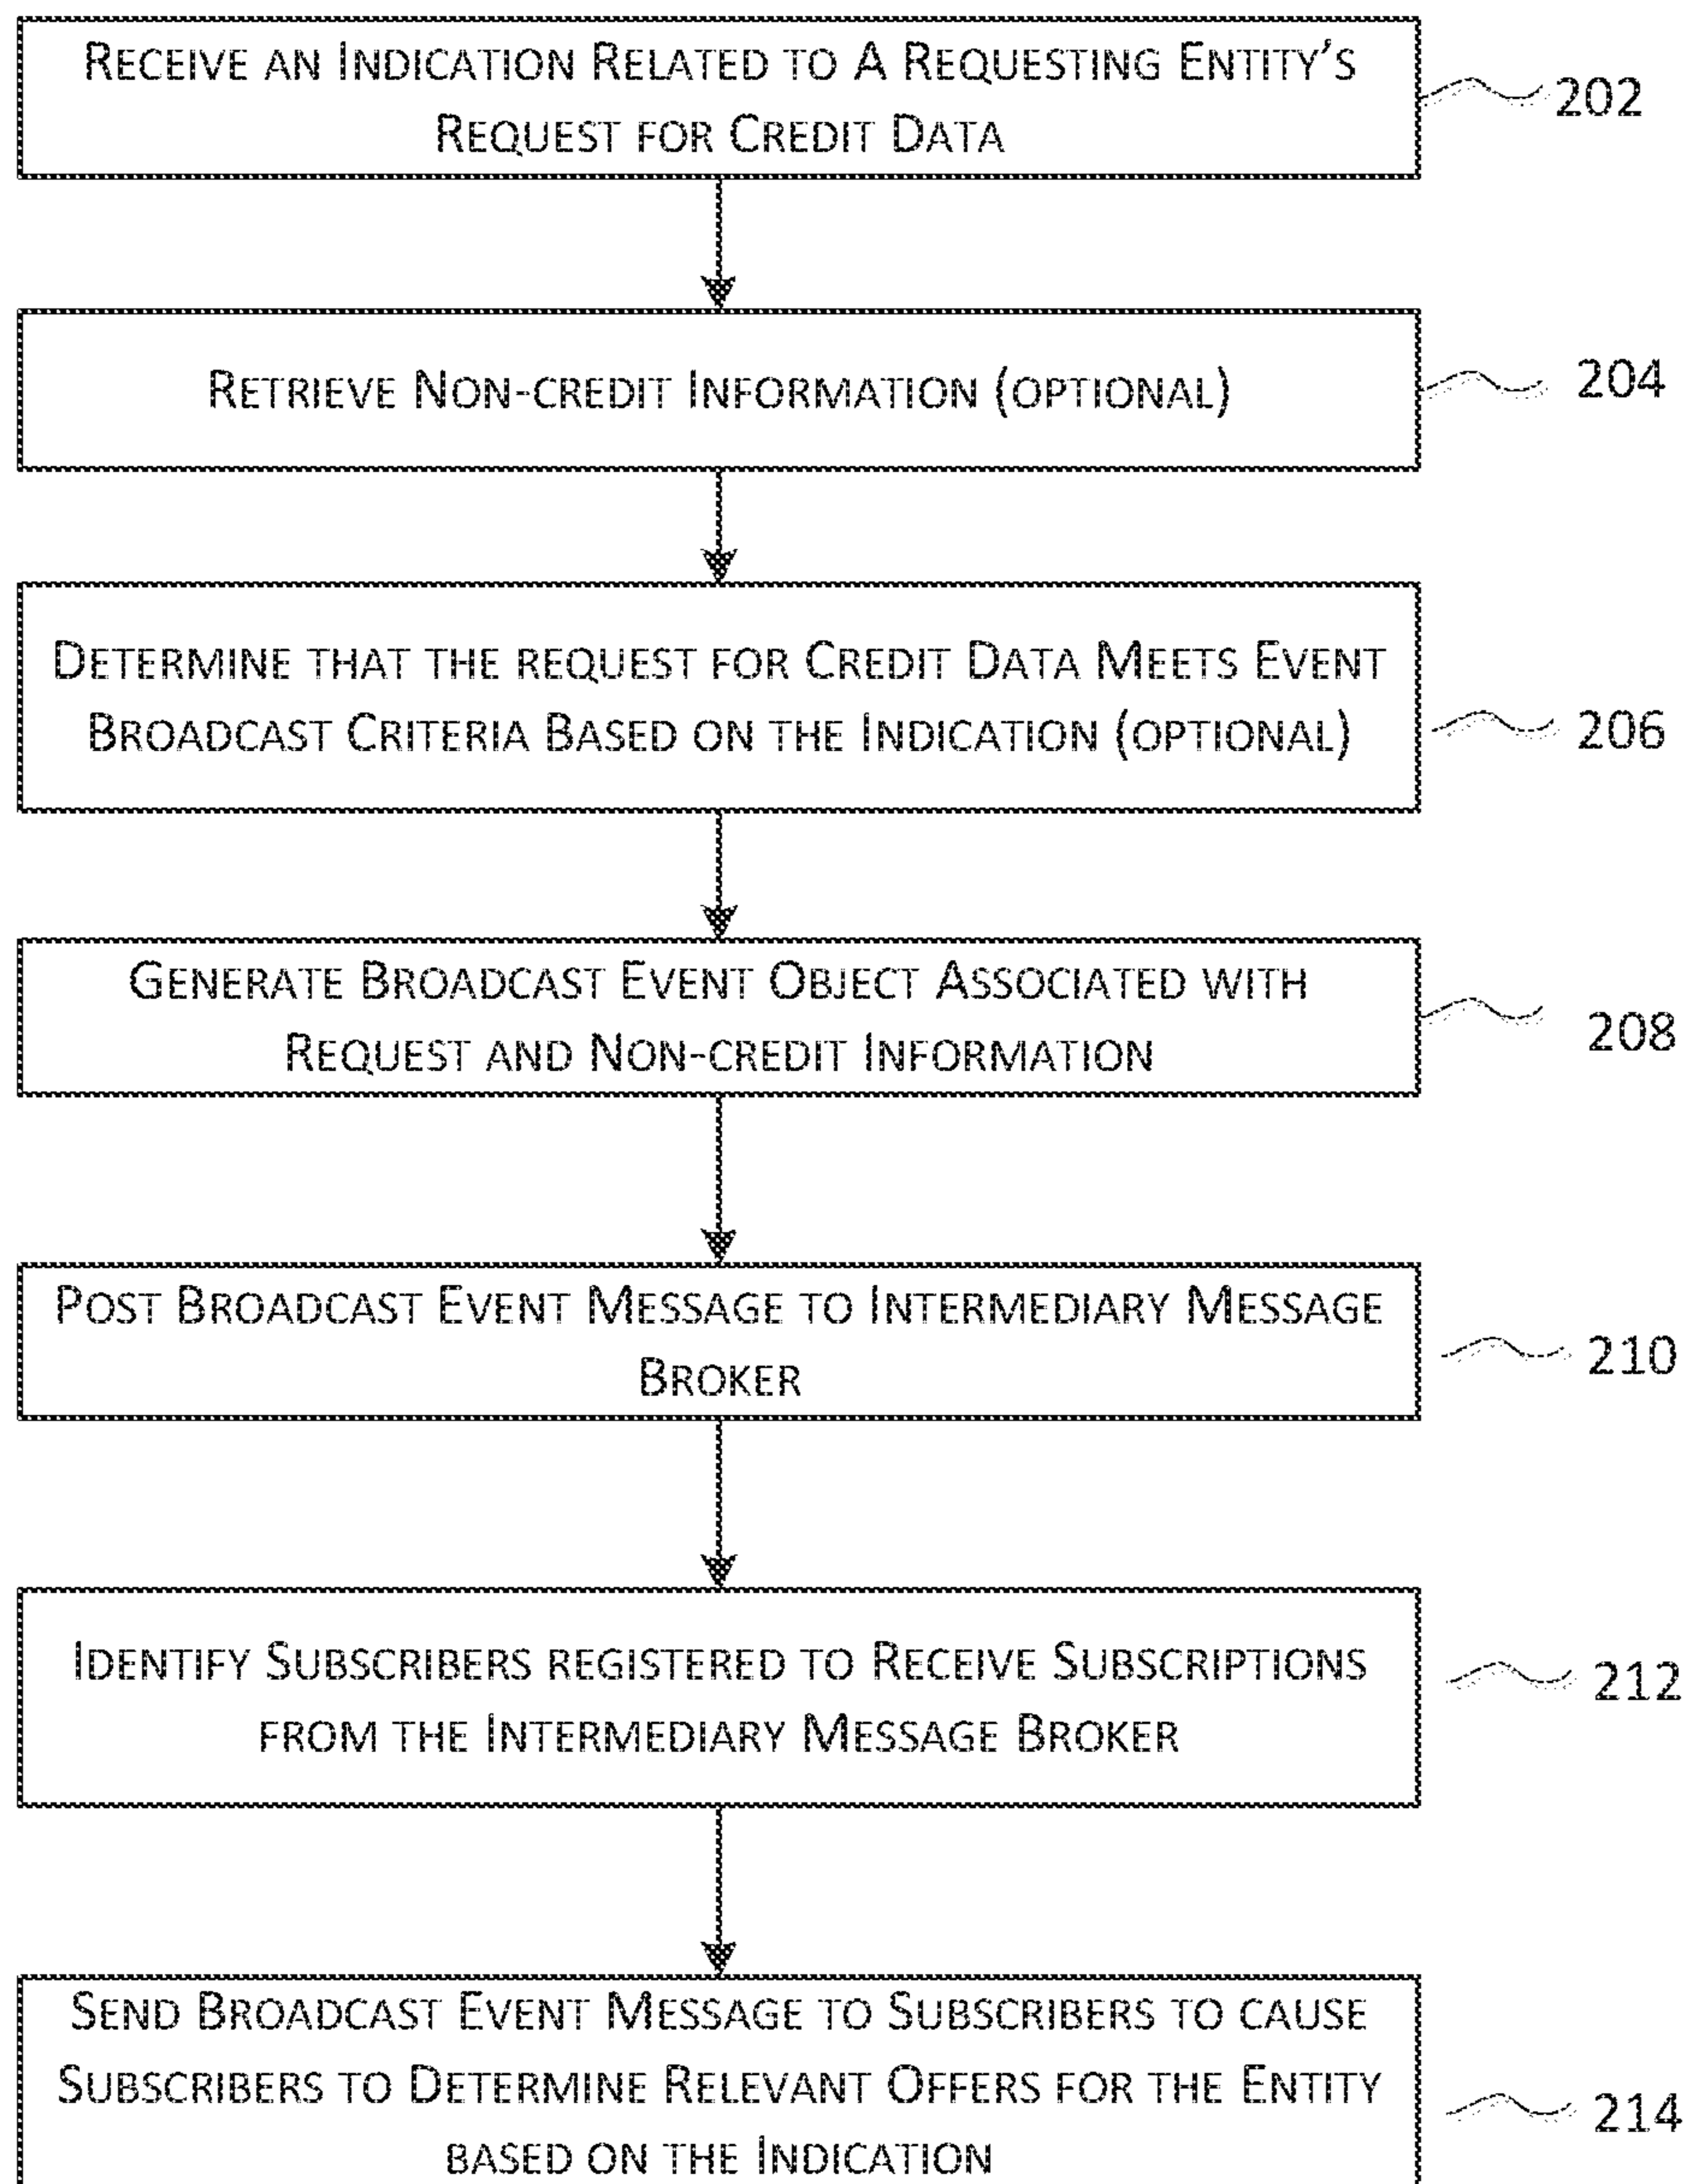 RECEIVE AN INDICATION RELATED TO A REQUESTING ENTITY'S
REQUEST FOR CREDIT DATA
202
RETRIEVE NON-CREDIT INFORMATION (OPTIONAL)
204
DETERMINE THAT THE REQUEST FOR CREDIT DATA MEETS EVENT
BROADCAST CRITERIA BASED ON THE INDICATION (OPTIONAL)
206
GENERATE BROADCAST EVENT OBJECT ASSOCIATED WITH
REQUEST AND NON-CREDIT INFORMATION
208
POST BROADCAST EVENT MESSAGE TO INTERMEDIARY MESSAGE
BROKER
210
IDENTIFY SUBSCRIBERS REGISTERED TO RECEIVE SUBSCRIPTIONS
FROM THE INTERMEDIARY MESSAGE BROKER
212
SEND BROADCAST EVENT MESSAGE TO SUBSCRIBERS TO CAUSE
SUBSCRIBERS TO DETERMINE RELEVANT OFFERS FOR THE ENTITY
BASED ON THE INDICATION
214